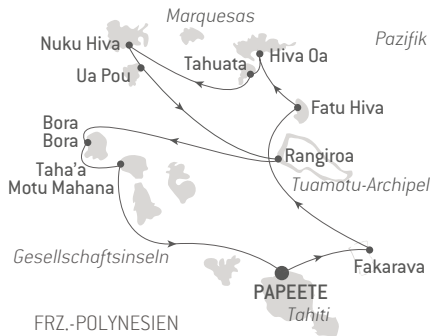 Marquesas
Nuku Hiva
Hiva Oa
Pazifik
Tahuata
Ua Pou
Fatu Hiva
Bora
Bora
Rangiroa
Taha'a
Motu Mahana
Tuamotu-Archipel
Gesellschaftsinseln
Fakarava
PAPEETE
Tahiti
FRZ.-POLYNESIEN